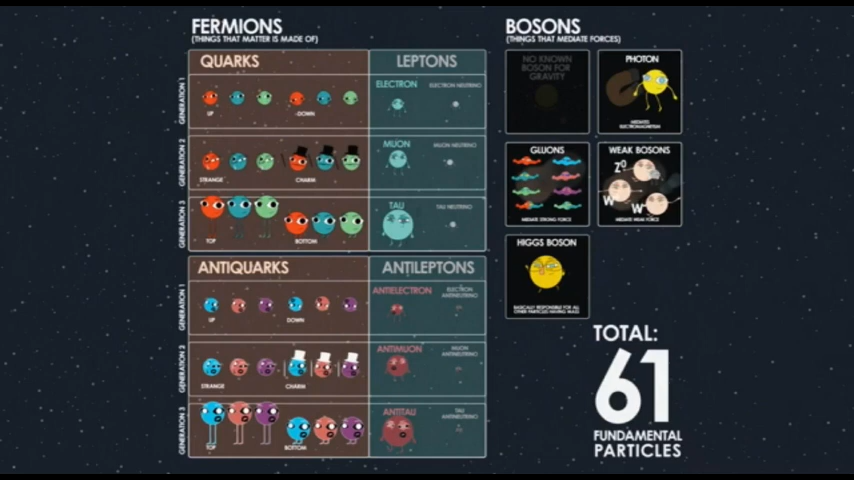 FERMIONS
(THINGS THAT MATTER IS MADE OF)
QUARKS
LEPTONS
GENERATION 1
UP
DOWN
ELECTRON
ELECTRON NEUTRINO
GENERATION 2
STRANGE
CHARM
MUON
MUON NEUTRINO
GENERATION 3
TOP
BOTTOM
TAU
TAU NEUTRINO
ANTIQUARKS
ANTILEPTONS
GENERATION 1
UP
DOWN
ANTIELECTRON
ELECTRON
ANTINEUTRINO
GENERATION 2
STRANGE
CHARM
ANTIMUON
MUON
ANTINEUTRINO
GENERATION 3
TOP
BOTTOM
ANTITAU
TAU
ANTINEUTRINO
BOSONS
(THINGS THAT MEDIATE FORCES)
NO KNOWN
BOSON FOR
GRAVITY
PHOTON
MEDIATES
ELECTROMAGNETISM
GLUONS
MEDIATE STRONG FORCE
WEAK BOSONS
Z⁰
W
W
MEDIATE WEAK FORCE
HIGGS BOSON
BASICALLY RESPONSIBLE FOR ALL
OTHER PARTICLES HAVING MASS
TOTAL:
61
FUNDAMENTAL
PARTICLES